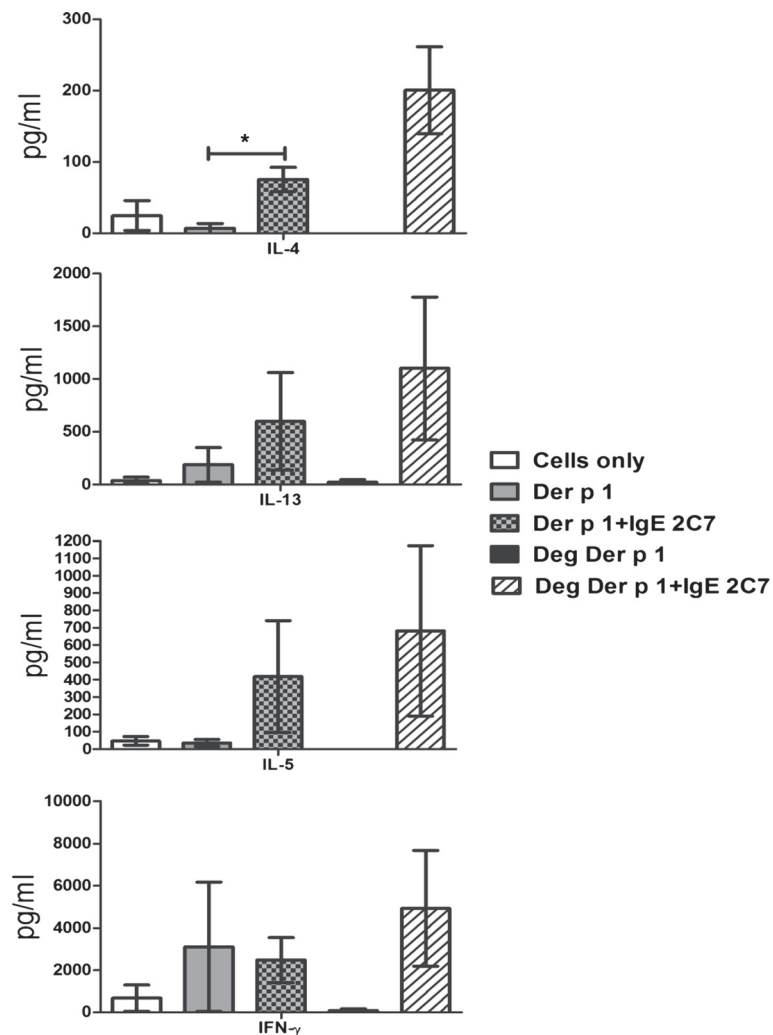 300
200
100
0
pg/ml
*
IL-4
2000
1500
1000
500
0
pg/ml
IL-13
1200
1100
1000
900
800
700
600
500
400
300
200
100
0
pg/ml
IL-5
10000
8000
6000
4000
2000
0
pg/ml
IFN-γ
Cells only
Der p 1
Der p 1+IgE 2C7
Deg Der p 1
Deg Der p 1+IgE 2C7